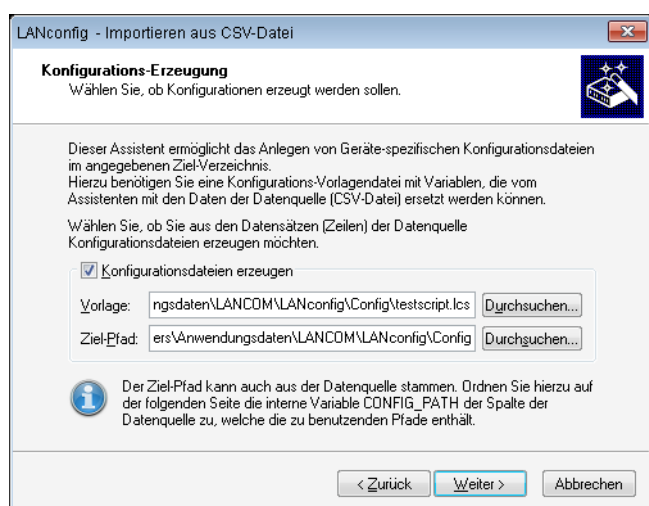 LANconfig - Importieren aus CSV-Datei
Konfigurations-Erzeugung
Wählen Sie, ob Konfigurationen erzeugt werden sollen.
Dieser Assistent ermöglicht das Anlegen von Geräte-spezifischen Konfigurationsdateien
im angegebenen Ziel-Verzeichnis.
Hierzu benötigen Sie eine Konfigurations-Vorlagendatei mit Variablen, die vom
Assistenten mit den Daten der Datenquelle (CSV-Datei) ersetzt werden können.
Wählen Sie, ob Sie aus den Datensätzen (Zeilen) der Datenquelle
Konfigurationsdateien erzeugen möchten.
Konfigurationsdateien erzeugen
Vorlage: ngsdaten\LANCOM\LANconfig\Config\testscript.lcs Durchsuchen...
Ziel-Pfad: ers\Anwendungsdaten\LANCOM\LANconfig\Config Durchsuchen...
Der Ziel-Pfad kann auch aus der Datenquelle stammen. Ordnen Sie hierzu auf
der folgenden Seite die interne Variable CONFIG_PATH der Spalte der
Datenquelle zu, welche die zu benutzenden Pfade enthält.
< Zurück Weiter > Abbrechen